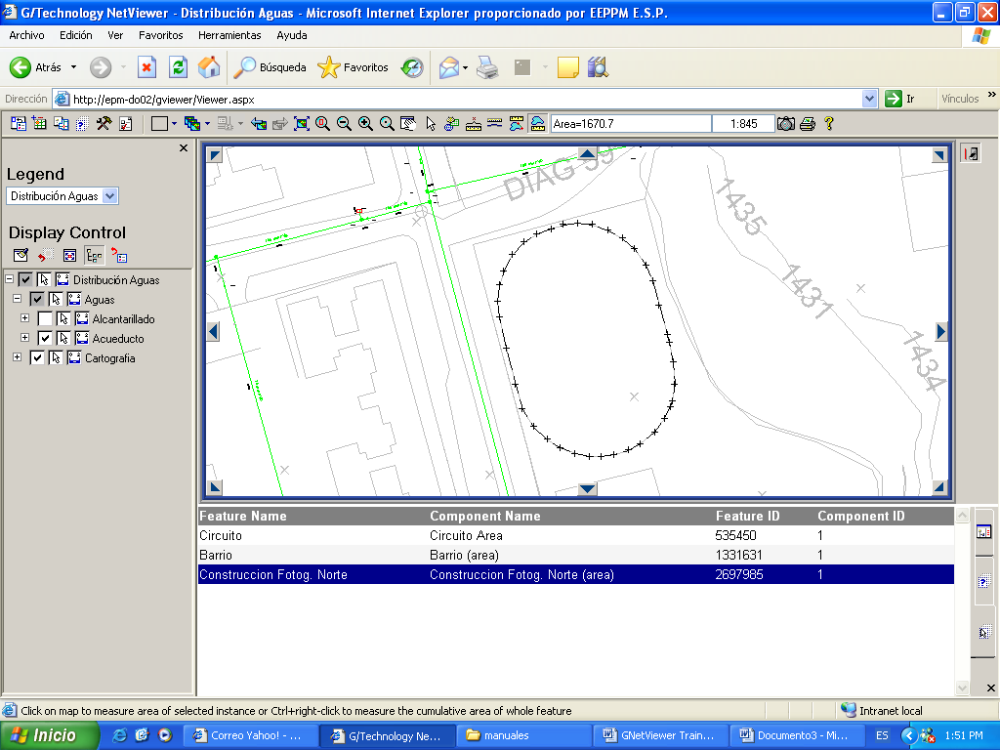 G/Technology NetViewer - Distribución Aguas - Microsoft Internet Explorer proporcionado por EEPPM E.S.P.
Archivo Edición Ver Favoritos Herramientas Ayuda
Atrás Búsqueda Favoritos
Dirección http://epm-do02/gviewer/Viewer.aspx Ir Vínculos »
Area=1670.7 1:845
Legend
Distribución Aguas
Display Control
Distribución Aguas
Aguas
Alcantarillado
Acueducto
Cartografia
DIAG 59
1435
1431
1434
Feature Name Component Name Feature ID Component ID
Circuito Circuito Area 535450 1
Barrio Barrio (area) 1331631 1
Construccion Fotog. Norte Construccion Fotog. Norte (area) 2697985 1
Click on map to measure area of selected instance or Ctrl+right-click to measure the cumulative area of whole feature Intranet local
Inicio Correo Yahoo! - ... G/Technology Ne... manuales GNetViewer Train... Documento3 - Mi... ES 1:51 PM